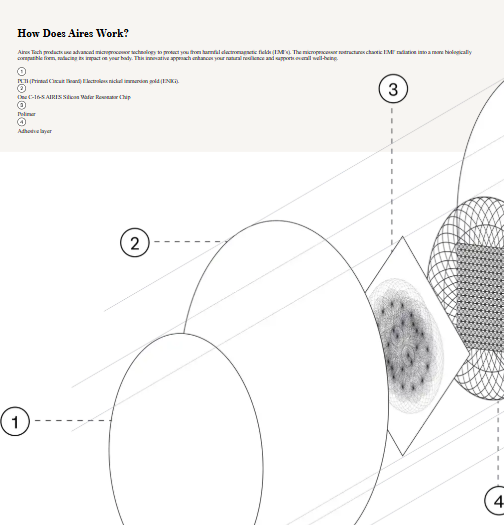 How Does Aires Work?
Aires Tech products use advanced microprocessor technology to protect you from harmful electromagnetic fields (EMFs). The microprocessor restructures chaotic EMF radiation into a more biologically
compatible form, reducing its impact on your body. This innovative approach enhances your natural resilience and supports overall well-being.
1
PCB (Printed Circuit Board) Electroless nickel immersion gold (ENIG).
2
One C-16-S AIRES Silicon Wafer Resonator Chip
3
Polimer
4
Adhesive layer
3
2
1
4